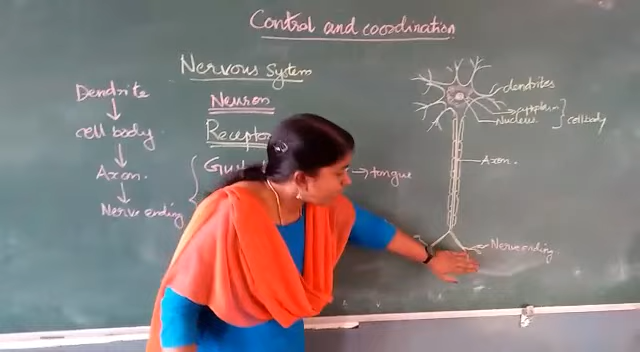 Control and coordination
Nervous System
Neuron
Receptor
Dendrite
cell body
Axon.
Nerve ending
→ tongue
dendrites
cytoplasm
Nucleus
cell body
Axon.
Nerve ending